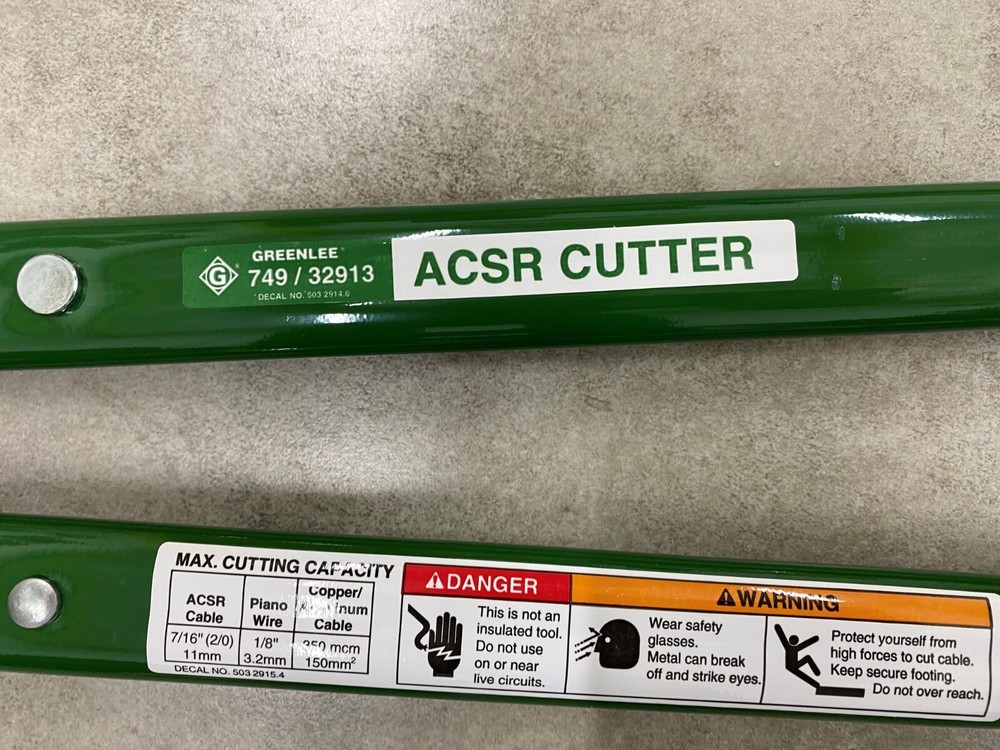 G
GREENLEE
749 / 32913
DECAL NO. 503 2914.6
ACSR CUTTER
MAX. CUTTING CAPACITY
ACSR
Cable
Piano
Wire
Copper/
Aluminum
Cable
7/16" (2/0)
11mm
1/8"
3.2mm
350 mcm
150mm²
DECAL NO. 503 2915.4
DANGER
This is not an
insulated tool.
Do not use
on or near
live circuits.
WARNING
Wear safety
glasses.
Metal can break
off and strike eyes.
Protect yourself from
high forces to cut cable.
Keep secure footing.
Do not over reach.